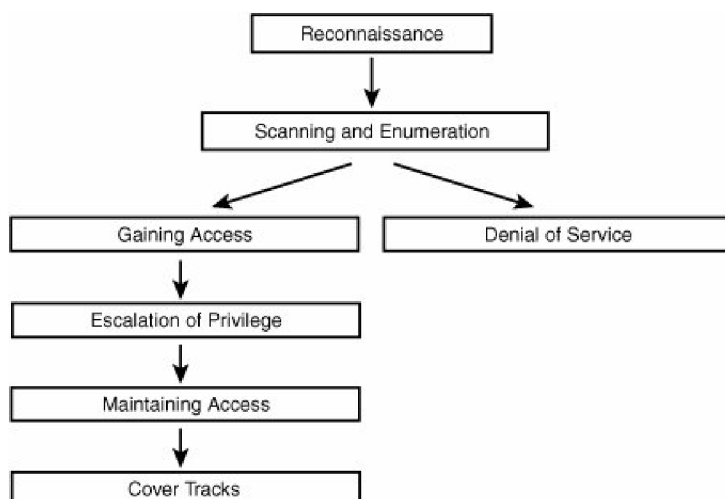 Reconnaissance
Scanning and Enumeration
Gaining Access
Denial of Service
Escalation of Privilege
Maintaining Access
Cover Tracks